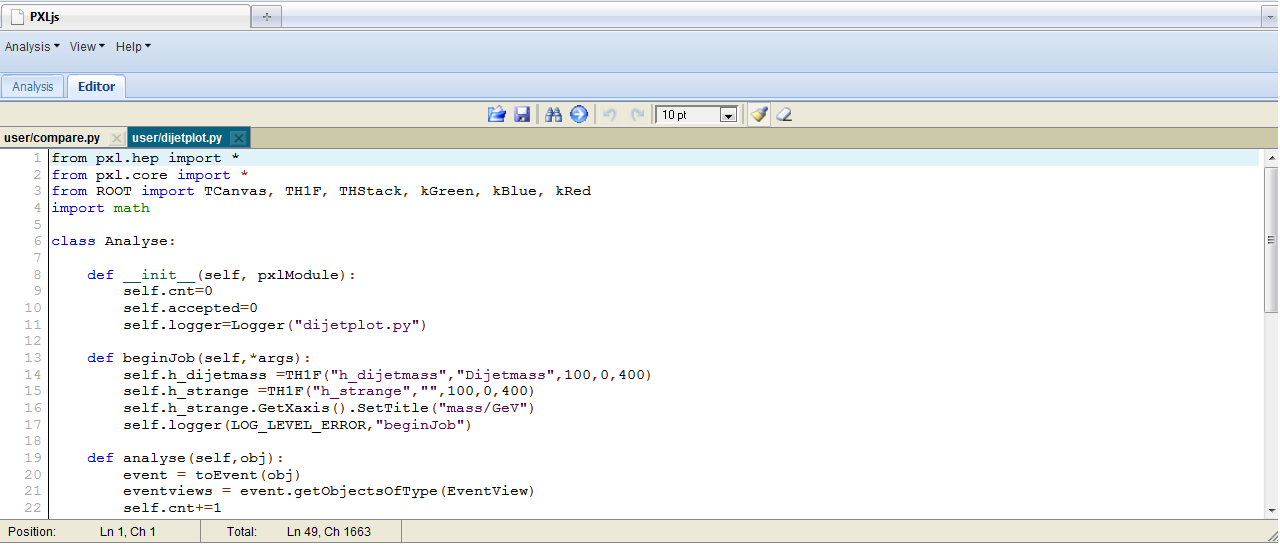 PXLjs
Analysis View Help
Analysis Editor
10 pt
user/compare.py user/dijetplot.py
1 from pxl.hep import *
2 from pxl.core import *
3 from ROOT import TCanvas, TH1F, THStack, kGreen, kBlue, kRed
4 import math
5
6 class Analyse:
7
8     def __init__(self, pxlModule):
9         self.cnt=0
10         self.accepted=0
11         self.logger=Logger("dijetplot.py")
12
13     def beginJob(self,*args):
14         self.h_dijetmass =TH1F("h_dijetmass","Dijetmass",100,0,400)
15         self.h_strange =TH1F("h_strange","",100,0,400)
16         self.h_strange.GetXaxis().SetTitle("mass/GeV")
17         self.logger(LOG_LEVEL_ERROR,"beginJob")
18
19     def analyse(self,obj):
20         event = toEvent(obj)
21         eventviews = event.getObjectsOfType(EventView)
22         self.cnt+=1
Position: Ln 1, Ch 1 Total: Ln 49, Ch 1663